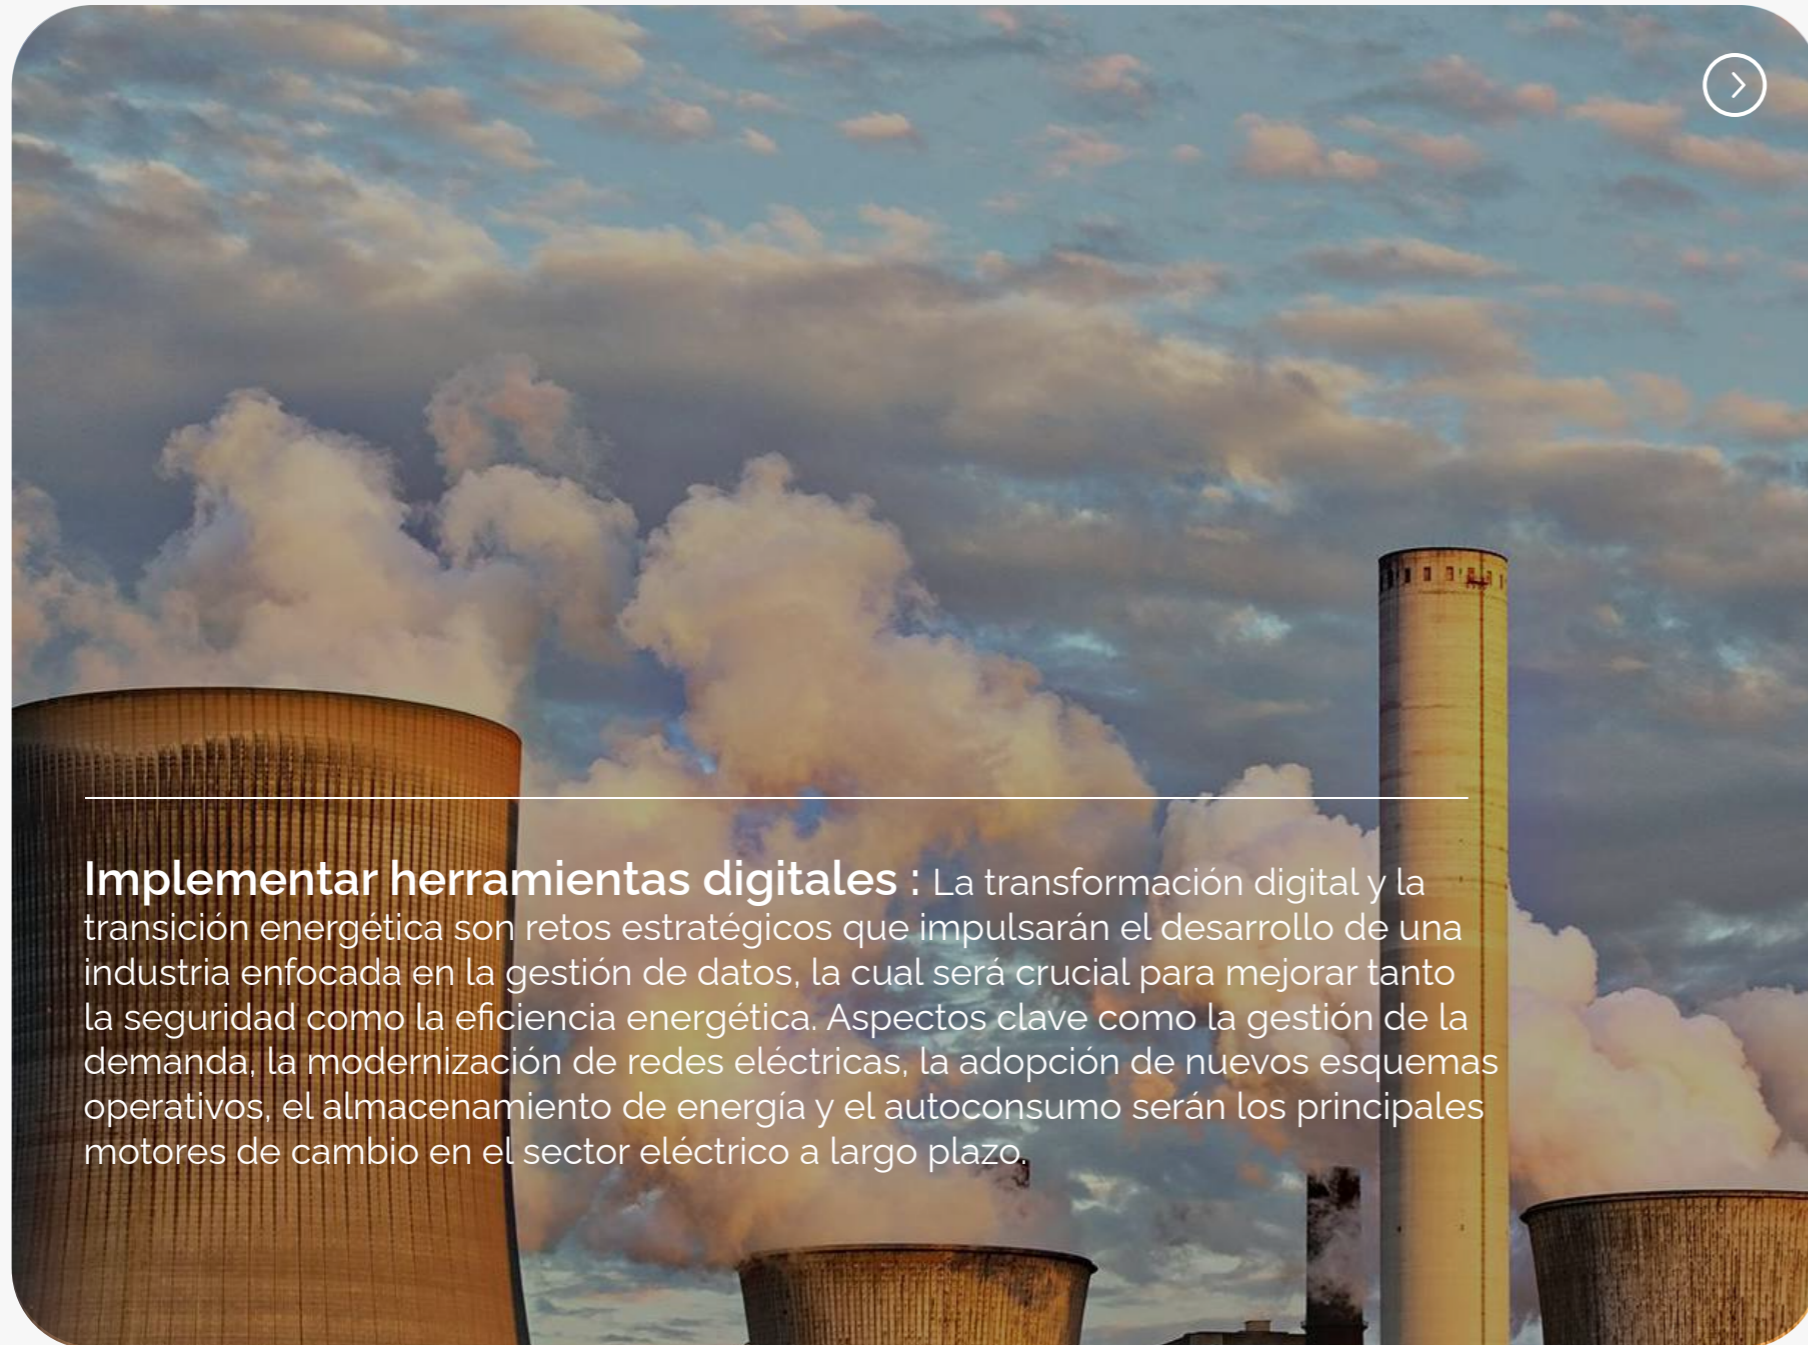 Implementar herramientas digitales : La transformación digital y la
transición energética son retos estratégicos que impulsarán el desarrollo de una
industria enfocada en la gestión de datos, la cual será crucial para mejorar tanto
la seguridad como la eficiencia energética. Aspectos clave como la gestión de la
demanda, la modernización de redes eléctricas, la adopción de nuevos esquemas
operativos, el almacenamiento de energía y el autoconsumo serán los principales
motores de cambio en el sector eléctrico a largo plazo.